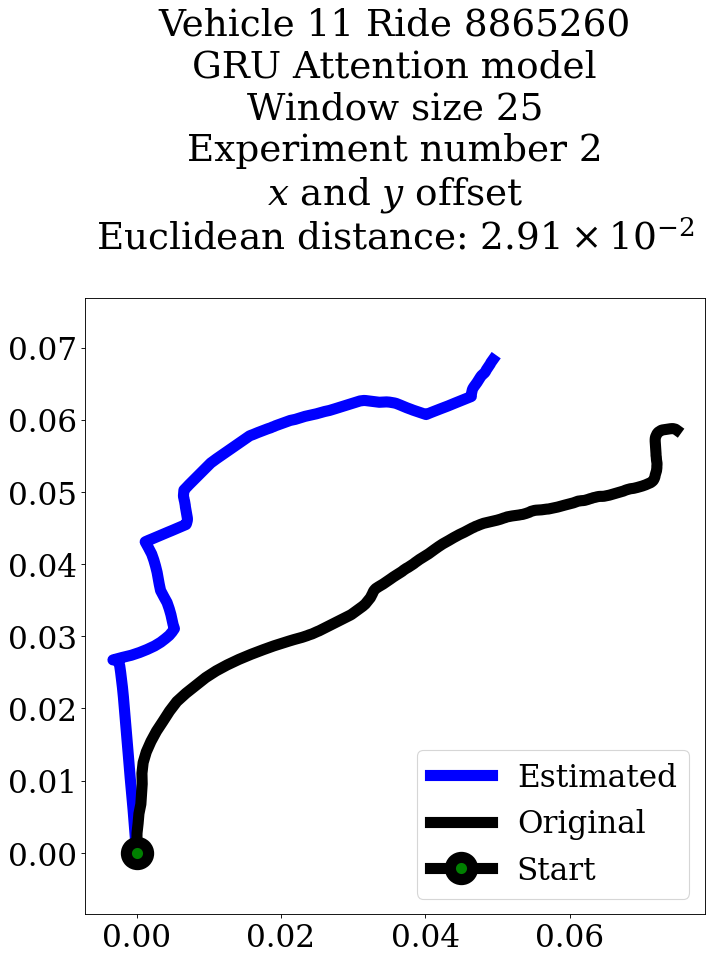 Vehicle 11 Ride 8865260
GRU Attention model
Window size 25
Experiment number 2
x and y offset
Euclidean distance: 2.91 × 10⁻²
0.07
0.06
0.05
0.04
0.03
0.02
0.01
0.00
Estimated
Original
Start
0.00 0.02 0.04 0.06